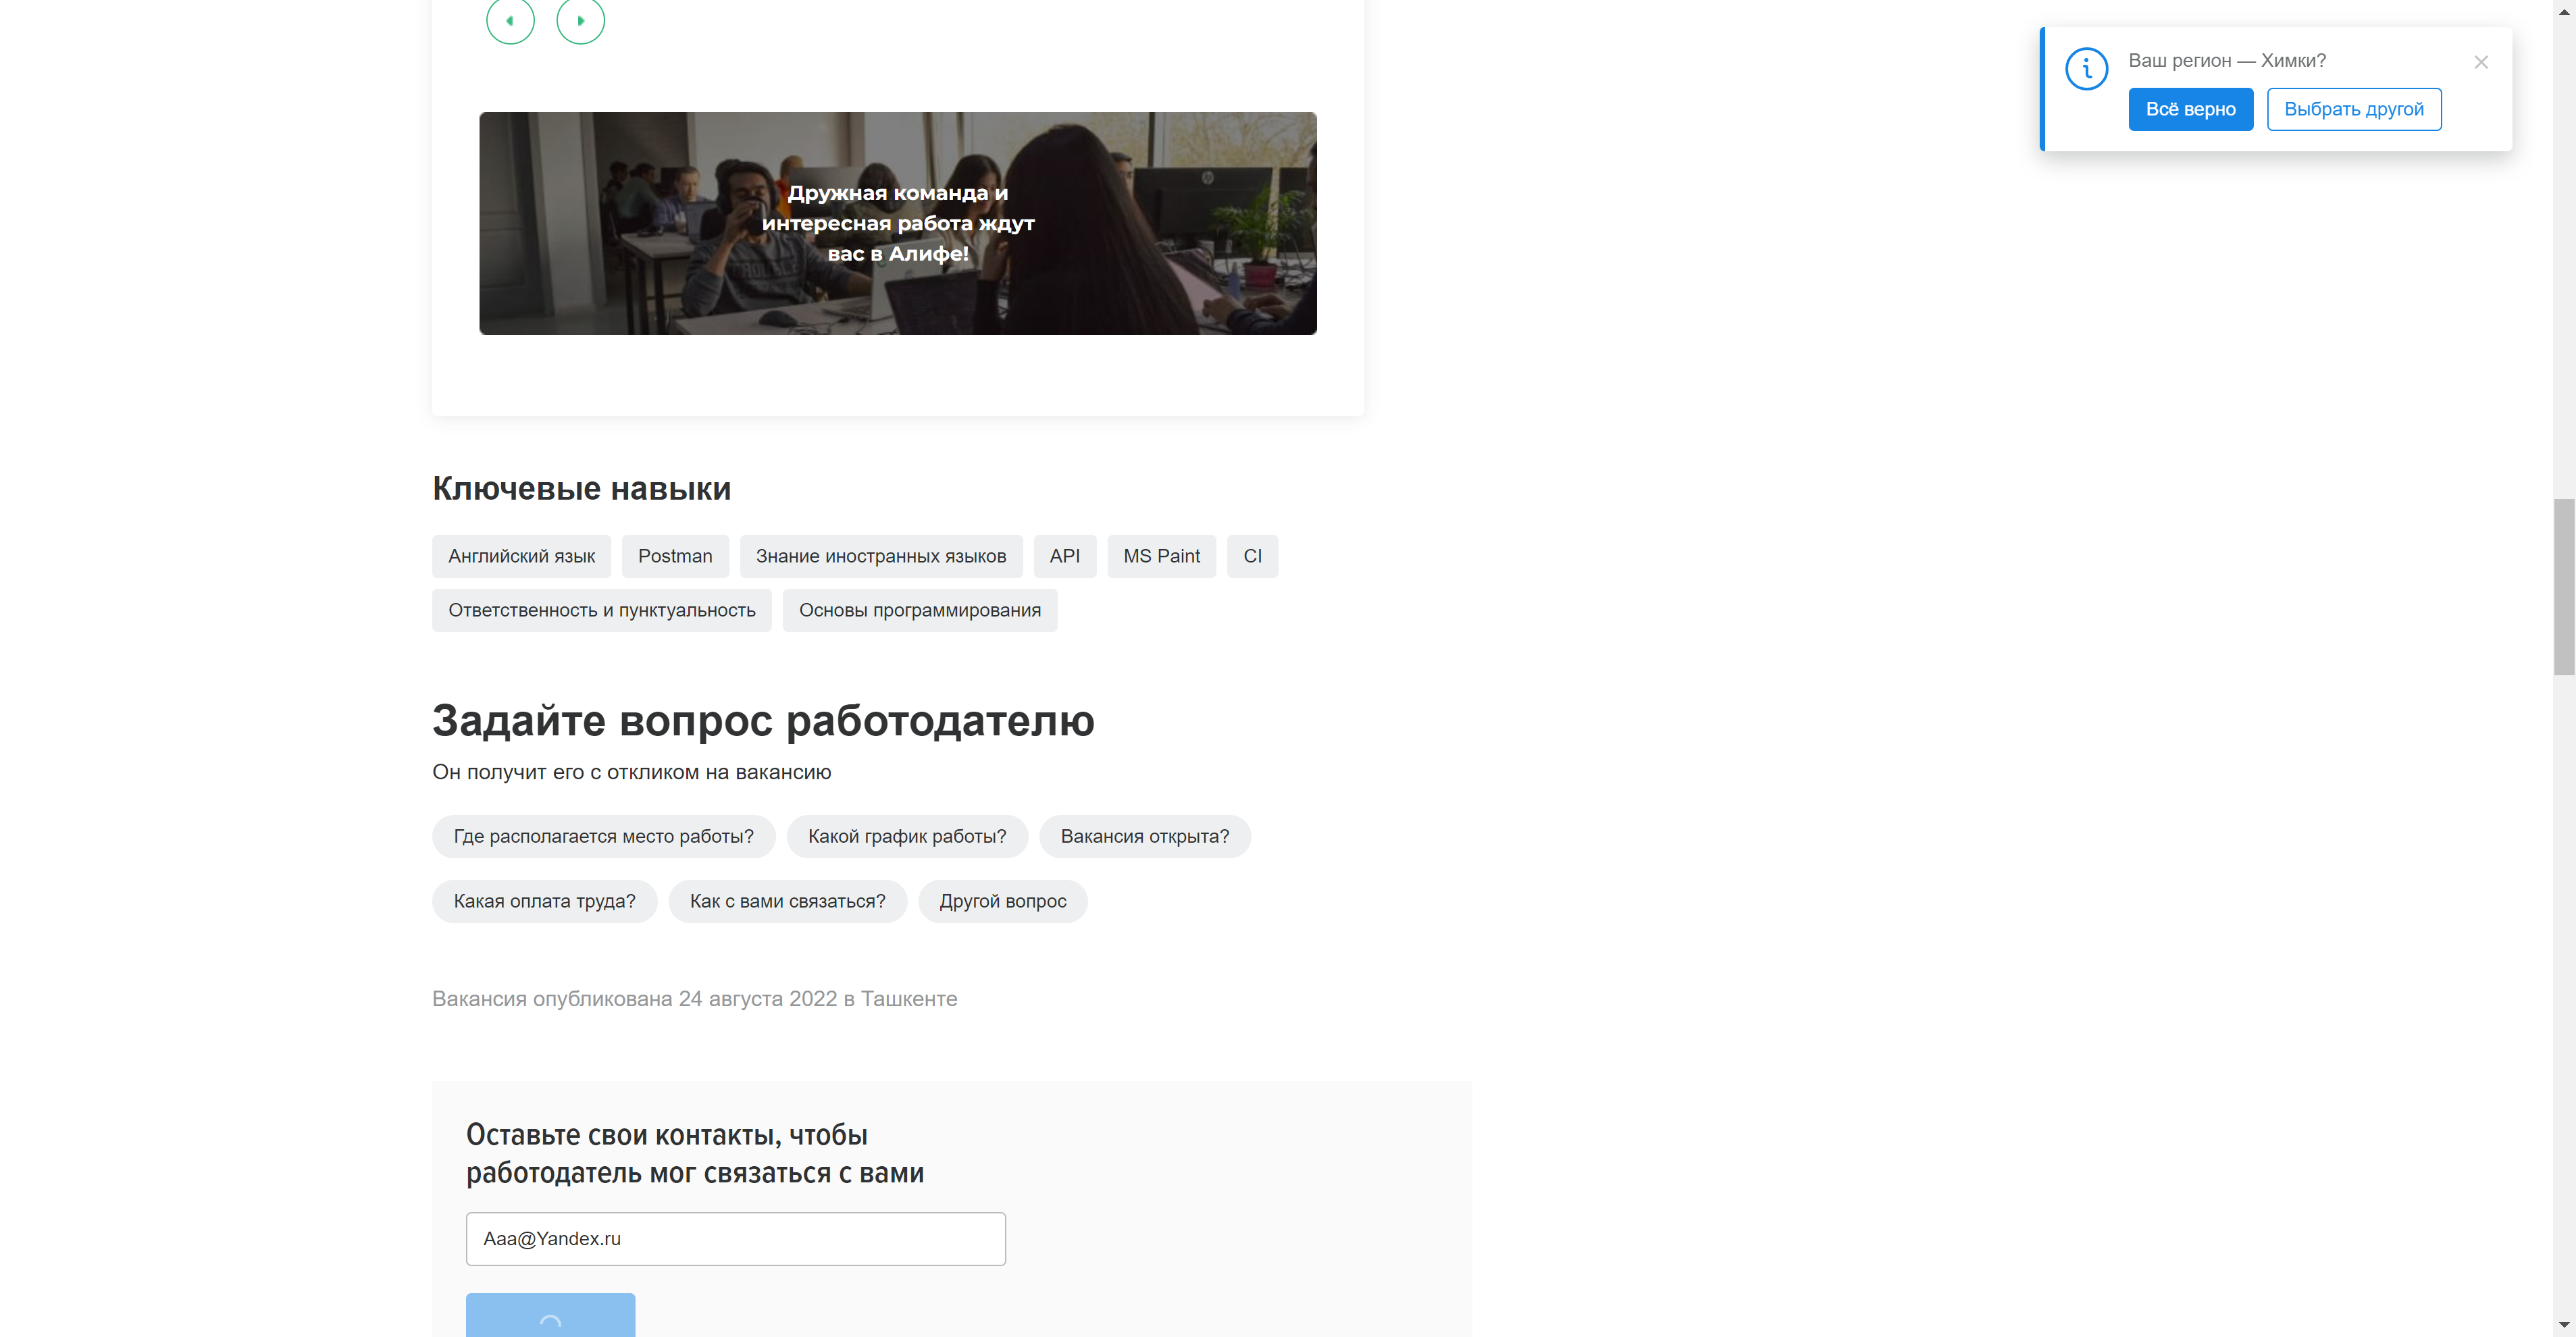 Ваш регион — Химки?
Всё верно
Выбрать другой
Дружная команда и
интересная работа ждут
вас в Алифе!
Ключевые навыки
Английский язык
Postman
Знание иностранных языков
API
MS Paint
CI
Ответственность и пунктуальность
Основы программирования
Задайте вопрос работодателю
Он получит его с откликом на вакансию
Где располагается место работы?
Какой график работы?
Вакансия открыта?
Какая оплата труда?
Как с вами связаться?
Другой вопрос
Вакансия опубликована 24 августа 2022 в Ташкенте
Оставьте свои контакты, чтобы
работодатель мог связаться с вами
Aaa@Yandex.ru